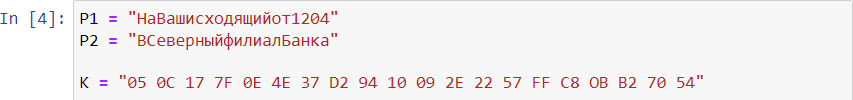 In [4]: P1 = "НаВашисходящийот1204"
P2 = "ВСеверныйфилиалБанка"
K = "05 0C 17 7F 0E 4E 37 D2 94 10 09 2E 22 57 FF C8 OB B2 70 54"